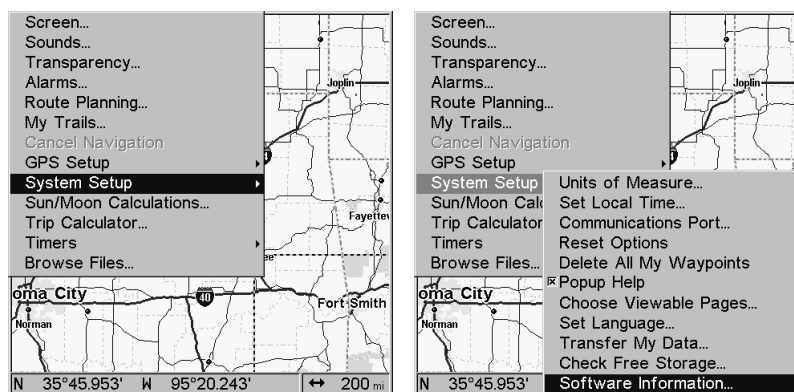 Screen...
Sounds...
Transparency...
Alarms...
Route Planning...
My Trails...
Cancel Navigation
GPS Setup
System Setup
Sun/Moon Calculations...
Trip Calculator...
Timers
Browse Files...
Joplin
Fayettev
ee
oma City
40
Fort Smith
Norman
N 35°45.953' W 95°20.243' ↔ 200 mi
Screen...
Sounds...
Transparency...
Alarms...
Route Planning...
My Trails...
Cancel Navigation
GPS Setup
System Setup
Sun/Moon Calc
Trip Calculator
Timers
Browse Files...
Joplin
Units of Measure...
Set Local Time...
Communications Port...
Reset Options
Delete All My Waypoints
Popup Help
Choose Viewable Pages...
Set Language...
Transfer My Data...
Check Free Storage...
Software Information...
oma City
Norman
N 35°45.953'